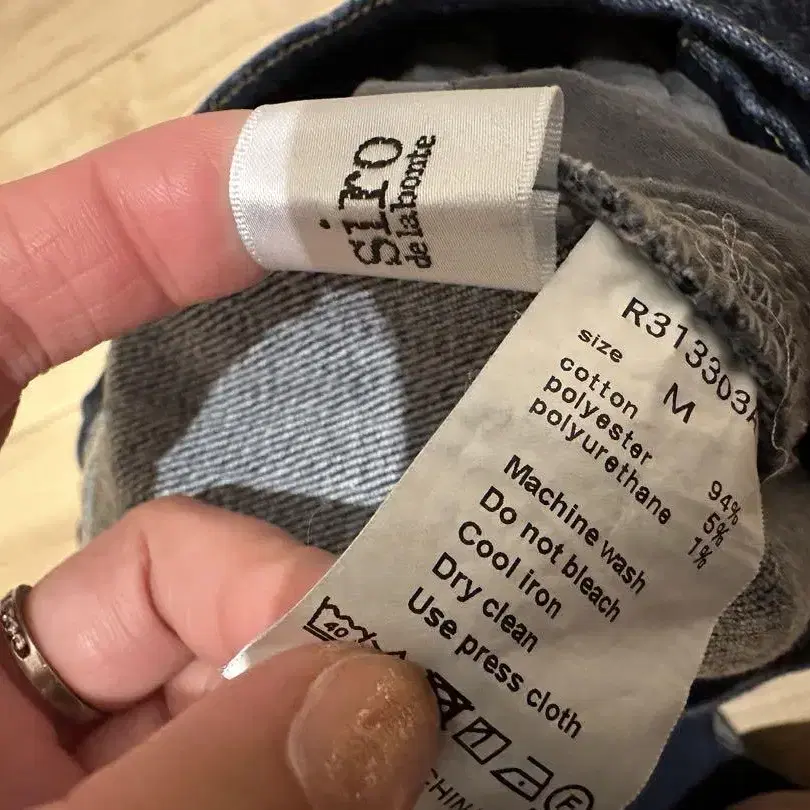 siro
de labonte
R313303A
size M
cotton 94%
polyester 5%
polyurethane 1%
Machine wash
Do not bleach
Cool iron
Dry clean
Use press cloth
40
F